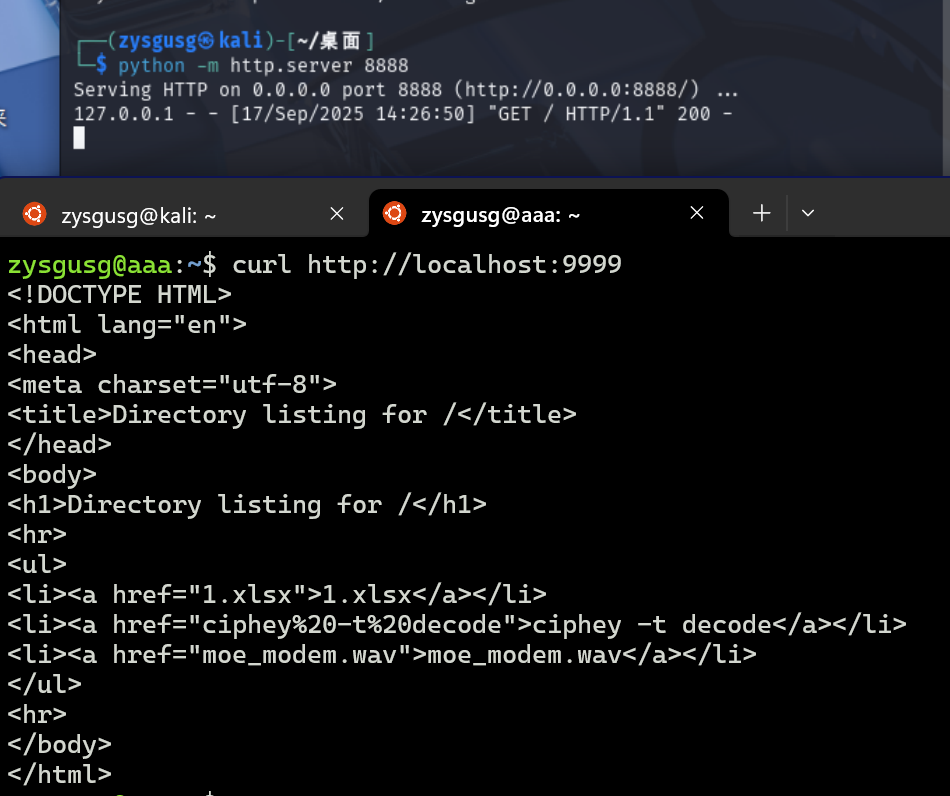 ┌──(zysgusg㉿kali)-[~/桌面]
└─$ python -m http.server 8888
Serving HTTP on 0.0.0.0 port 8888 (http://0.0.0.0:8888/) ...
127.0.0.1 - - [17/Sep/2025 14:26:50] "GET / HTTP/1.1" 200 -
zysgusg@kali: ~
zysgusg@aaa: ~
zysgusg@aaa:~$ curl http://localhost:9999
<!DOCTYPE HTML>
<html lang="en">
<head>
<meta charset="utf-8">
<title>Directory listing for /</title>
</head>
<body>
<h1>Directory listing for /</h1>
<hr>
<ul>
<li><a href="1.xlsx">1.xlsx</a></li>
<li><a href="ciphey%20-t%20decode">ciphey -t decode</a></li>
<li><a href="moe_modem.wav">moe_modem.wav</a></li>
</ul>
<hr>
</body>
</html>